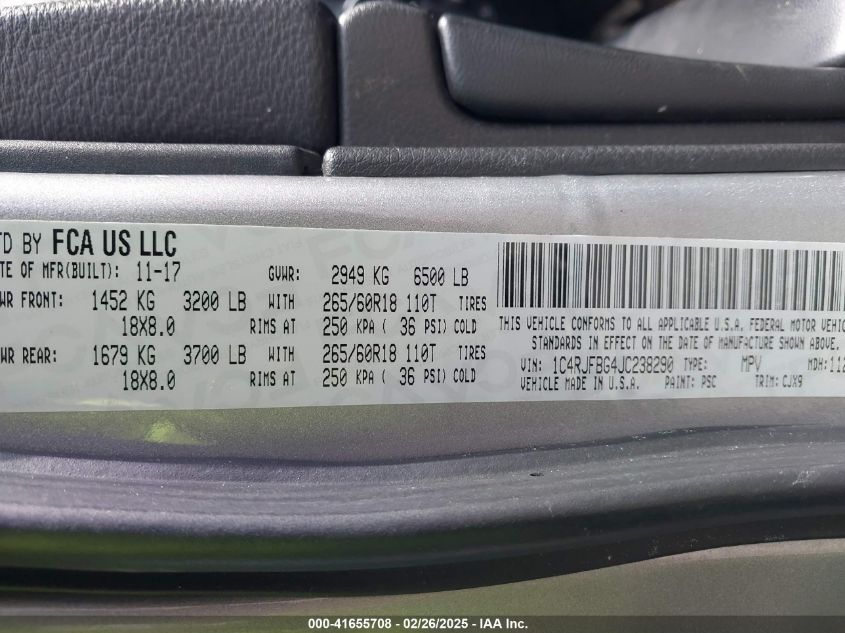 TD BY FCA US LLC
ATE OF MFR(BUILT): 11-17 GVWR: 2949 KG 6500 LB
WR FRONT: 1452 KG 3200 LB WITH 265/60R18 110T TIRES
18X8.0 RIMS AT 250 KPA ( 36 PSI) COLD
WR REAR: 1679 KG 3700 LB WITH 265/60R18 110T TIRES
18X8.0 RIMS AT 250 KPA ( 36 PSI) COLD
THIS VEHICLE CONFORMS TO ALL APPLICABLE U.S.A. FEDERAL MOTOR VEHIC
STANDARDS IN EFFECT ON THE DATE OF MANUFACTURE SHOWN ABOVE.
VIN: 1C4RJFBG4JC238290 TYPE: MPV MDH: 112
VEHICLE MADE IN U.S.A. PAINT: PSC TRIM: CJX9
000-41655708 - 02/26/2025 - IAA Inc.